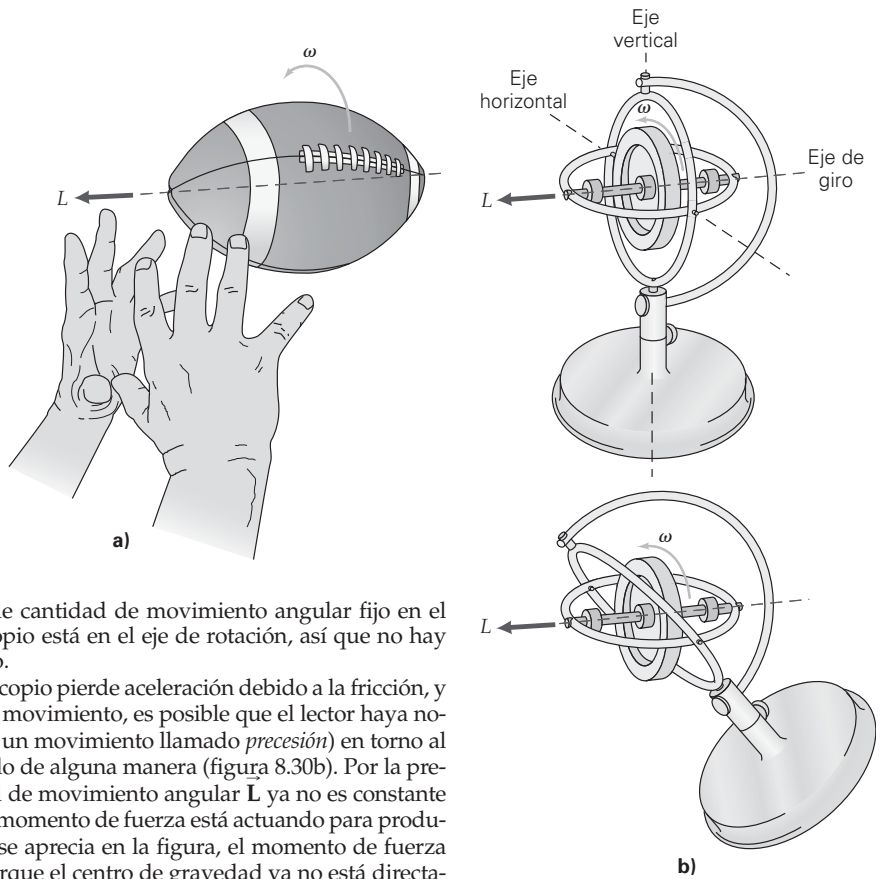 ω
L
a)
Eje
vertical
Eje
horizontal
ω
Eje de
giro
L
ω
L
b)
e cantidad de movimiento angular fijo en el
opio está en el eje de rotación, así que no hay
o.
copio pierde aceleración debido a la fricción, y
movimiento, es posible que el lector haya no-
un movimiento llamado precesión) en torno al
lo de alguna manera (figura 8.30b). Por la pre-
l de movimiento angular L⃗ ya no es constante
momento de fuerza está actuando para produ-
se aprecia en la figura, el momento de fuerza
orque el centro de gravedad ya no está directa-